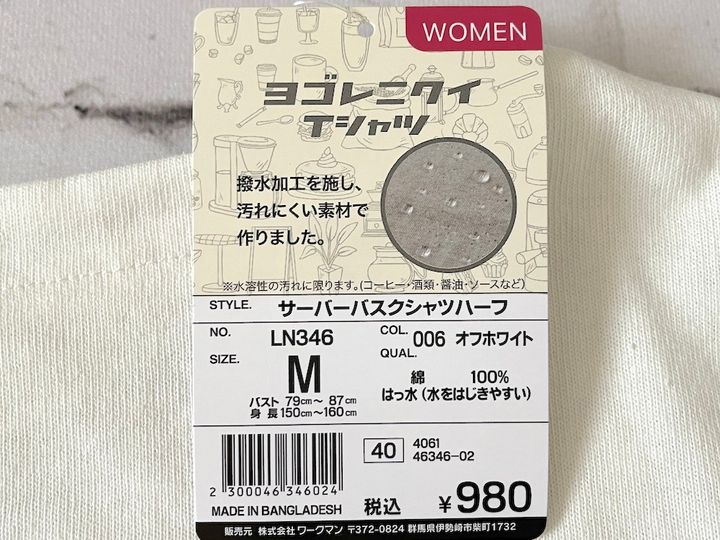 WOMEN
ヨゴレニクイ
Tシャツ
撥水加工を施し、
汚れにくい素材で
作りました。
※水溶性の汚れに限ります。(コーヒー・酒類・醤油・ソースなど)
STYLE. サーバーバスクシャツハーフ
NO. LN346
COL. 006 オフホワイト
SIZE. M
バスト 79cm～ 87cm
身 長 150cm～160cm
QUAL.
綿 100%
はっ水 (水をはじきやすい)
40 4061
46346-02
2 300046 346024
MADE IN BANGLADESH
税込 ¥980
販売元 株式会社 ワークマン 〒372-0824 群馬県伊勢崎市柴町1732